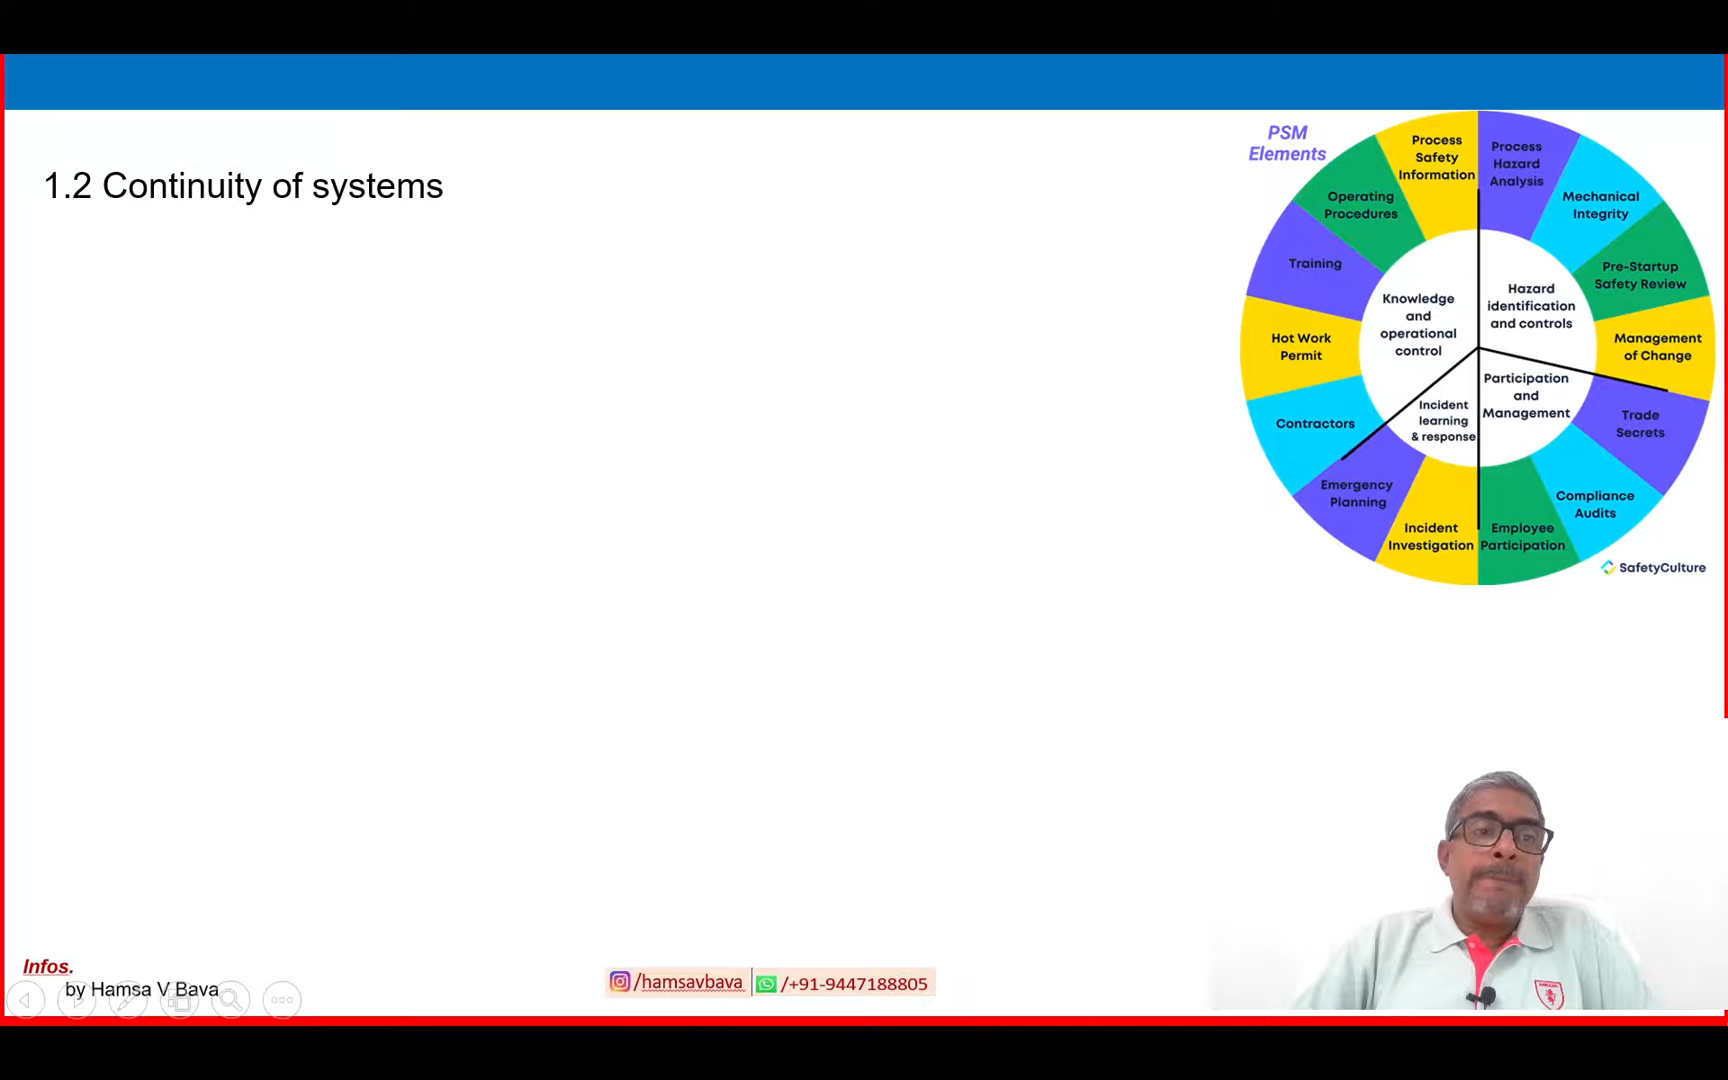 1.2 Continuity of systems
PSM
Elements
Process
Safety
Information
Process
Hazard
Analysis
Mechanical
Integrity
Pre-Startup
Safety Review
Management
of Change
Trade
Secrets
Compliance
Audits
Employee
Participation
Incident
Investigation
Emergency
Planning
Contractors
Hot Work
Permit
Training
Operating
Procedures
Knowledge
and
operational
control
Hazard
identification
and controls
Participation
and
Management
Incident
learning
& response
SafetyCulture
Infos.
by Hamsa V Bava
/hamsavbava
/+91-9447188805